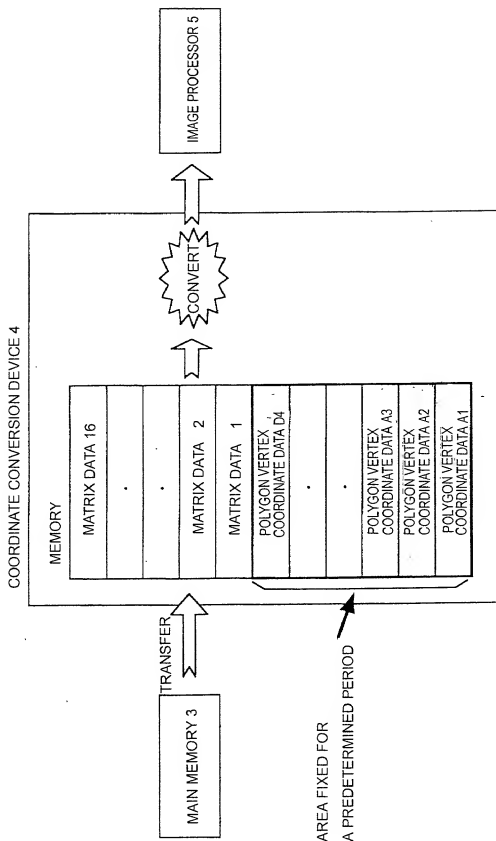 COORDINATE CONVERSION DEVICE 4
MEMORY
MATRIX DATA 16
.
.
MATRIX DATA 2
MATRIX DATA 1
POLYGON VERTEX
COORDINATE DATA D4
.
.
POLYGON VERTEX
COORDINATE DATA A3
POLYGON VERTEX
COORDINATE DATA A2
POLYGON VERTEX
COORDINATE DATA A1
MAIN MEMORY 3
TRANSFER
CONVERT
IMAGE PROCESSOR 5
AREA FIXED FOR
A PREDETERMINED PERIOD